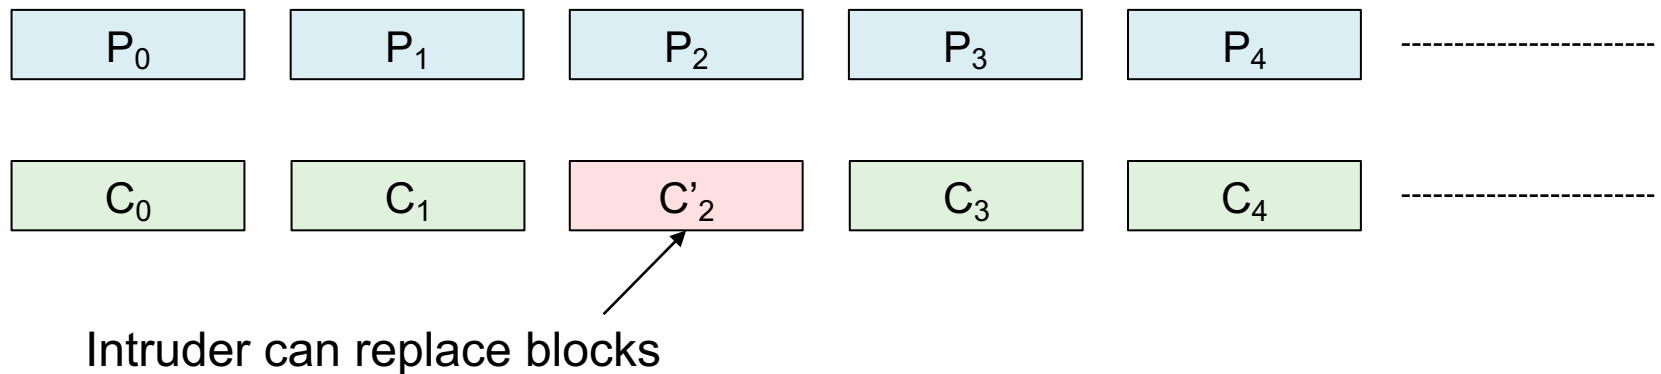 P₀ P₁ P₂ P₃ P₄
C₀ C₁ C’₂ C₃ C₄
Intruder can replace blocks